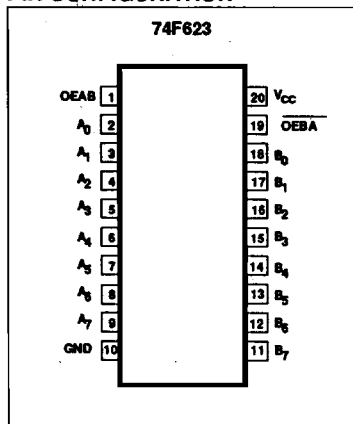 74F623
OEAB 1 20 VCC
A0 2 19 OEBA
A1 3 18 B0
A2 4 17 B1
A3 5 16 B2
A4 6 15 B3
A5 7 14 B4
A6 8 13 B5
A7 9 12 B6
GND 10 11 B7